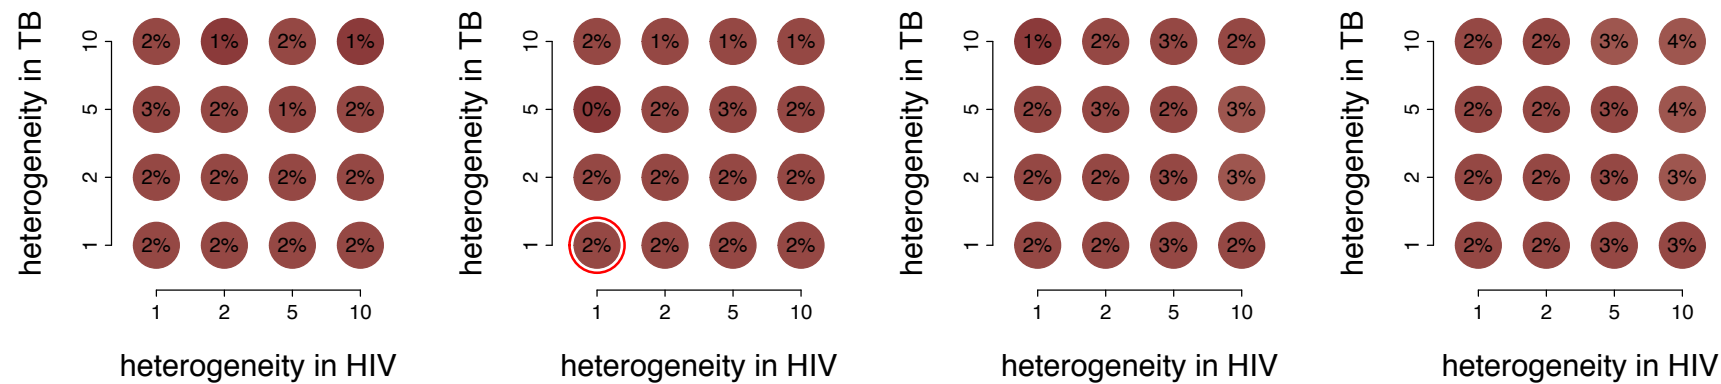 heterogeneity in TB
10 2% 1% 2% 1%
5 3% 2% 1% 2%
2 2% 2% 2% 2%
1 2% 2% 2% 2%
1 2 5 10
heterogeneity in HIV
heterogeneity in TB
10 2% 1% 1% 1%
5 0% 2% 3% 2%
2 2% 2% 2% 2%
1 2% 2% 2% 2%
1 2 5 10
heterogeneity in HIV
heterogeneity in TB
10 1% 2% 3% 2%
5 2% 3% 2% 3%
2 2% 2% 3% 3%
1 2% 2% 3% 2%
1 2 5 10
heterogeneity in HIV
heterogeneity in TB
10 2% 2% 3% 4%
5 2% 2% 3% 4%
2 2% 2% 3% 3%
1 2% 2% 3% 3%
1 2 5 10
heterogeneity in HIV